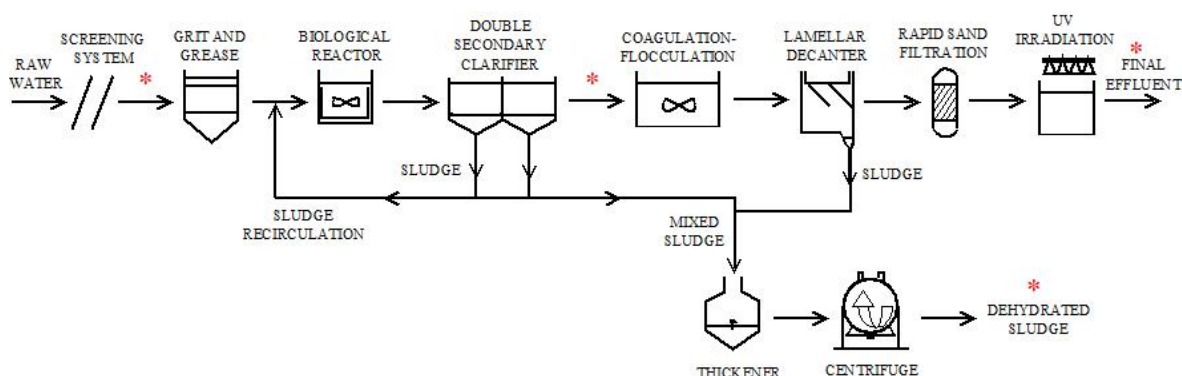 RAW
WATER
SCREENING
SYSTEM
*
GRIT AND
GREASE
BIOLOGICAL
REACTOR
DOUBLE
SECONDARY
CLARIFIER
*
COAGULATION-
FLOCCULATION
LAMELLAR
DECANTER
RAPID SAND
FILTRATION
UV
IRRADIATION
*
FINAL
EFFLUENT
SLUDGE
SLUDGE
SLUDGE
RECIRCULATION
MIXED
SLUDGE
*
DEHYDRATED
SLUDGE
THICKENER
CENTRIFUGE